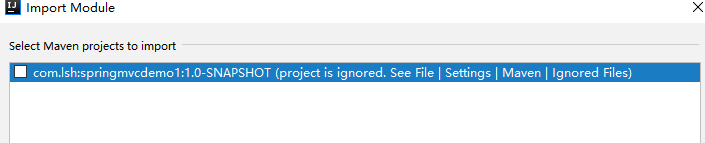 IJ Import Module
Select Maven projects to import
com.lsh:springmvcdemo1:1.0-SNAPSHOT (project is ignored. See File | Settings | Maven | Ignored Files)